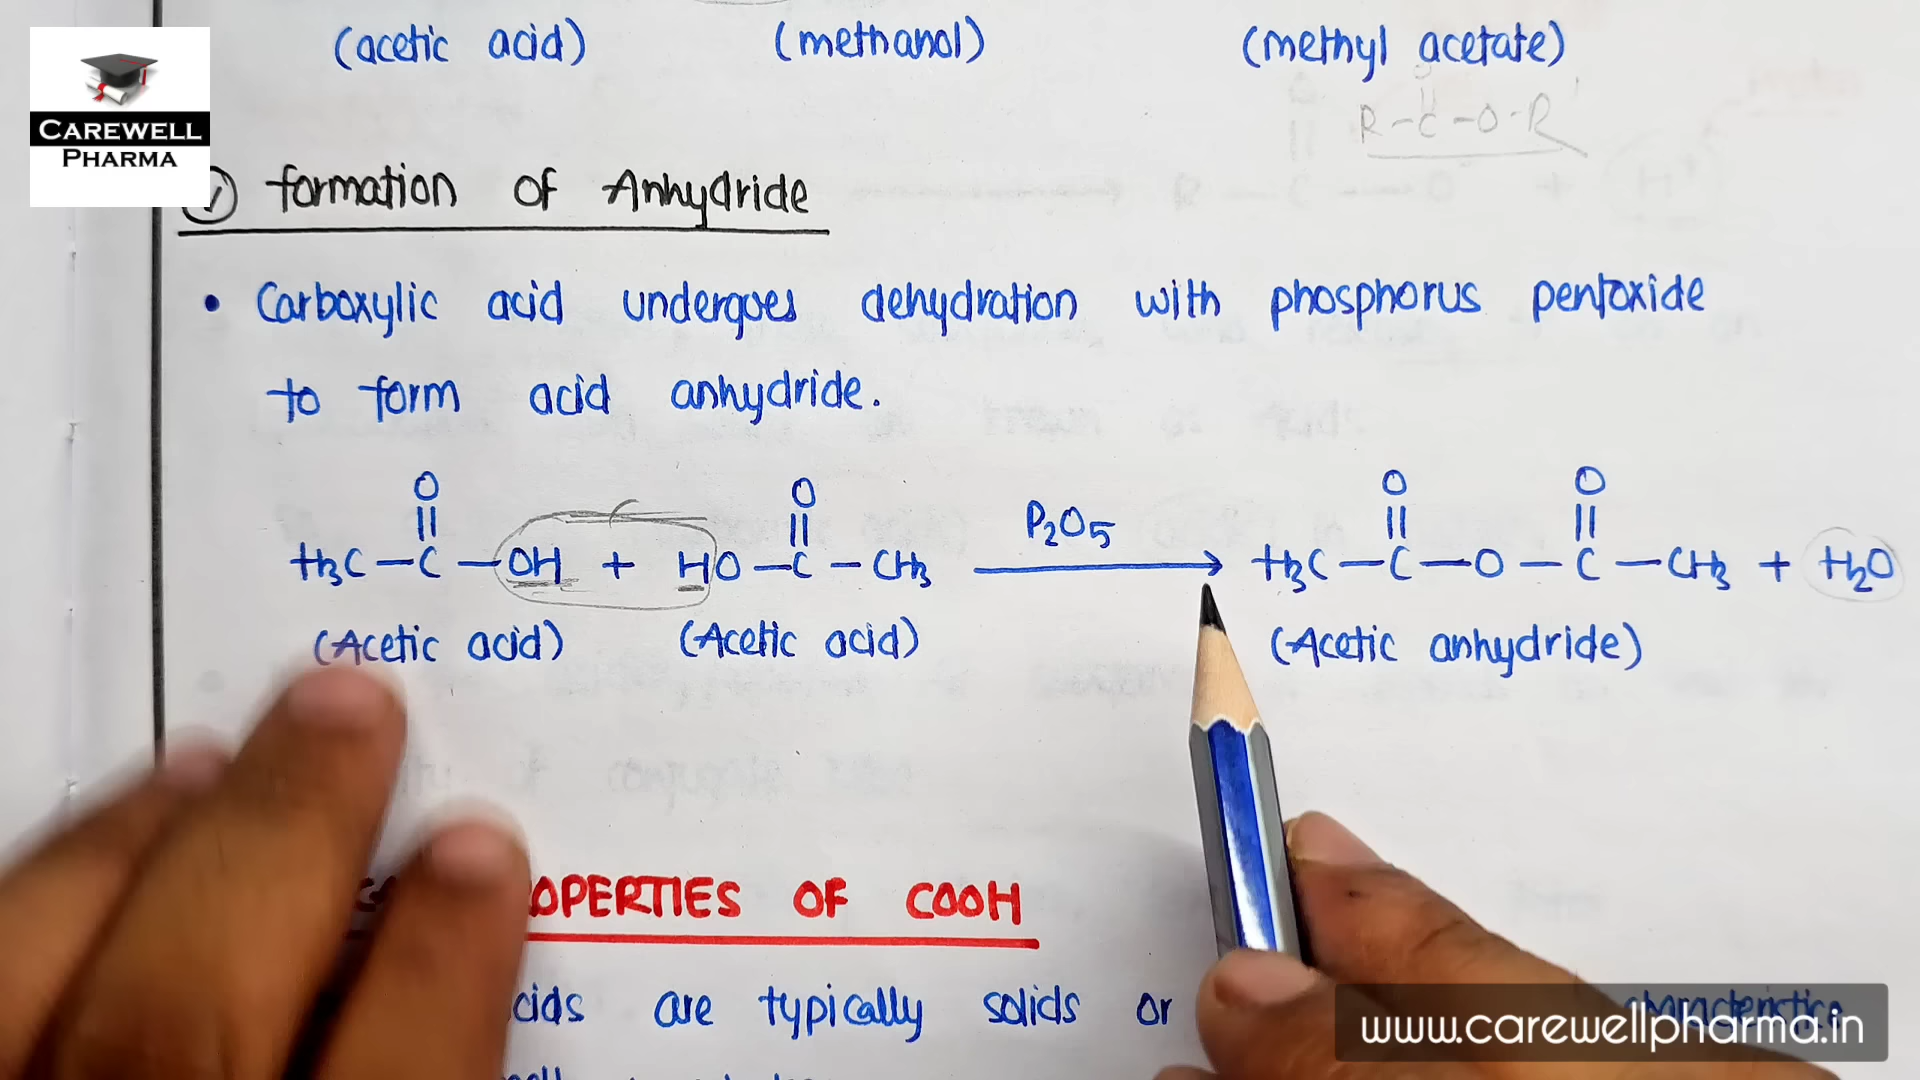 (acetic acid) (methanol) (methyl acetate)
CAREWELL
PHARMA
R-C-O-R'
formation of Anhydride
• Carboxylic acid undergoes dehydration with phosphorus pentoxide
to form acid anhydride.
O O P₂O₅ O O
|| || || ||
H₃C - C - OH + HO - C - CH₃ → H₃C - C - O - C - CH₃ + H₂O
(Acetic acid) (Acetic acid) (Acetic anhydride)
OPERTIES OF COOH
cids are typically solids or characteristic
www.carewellpharma.in